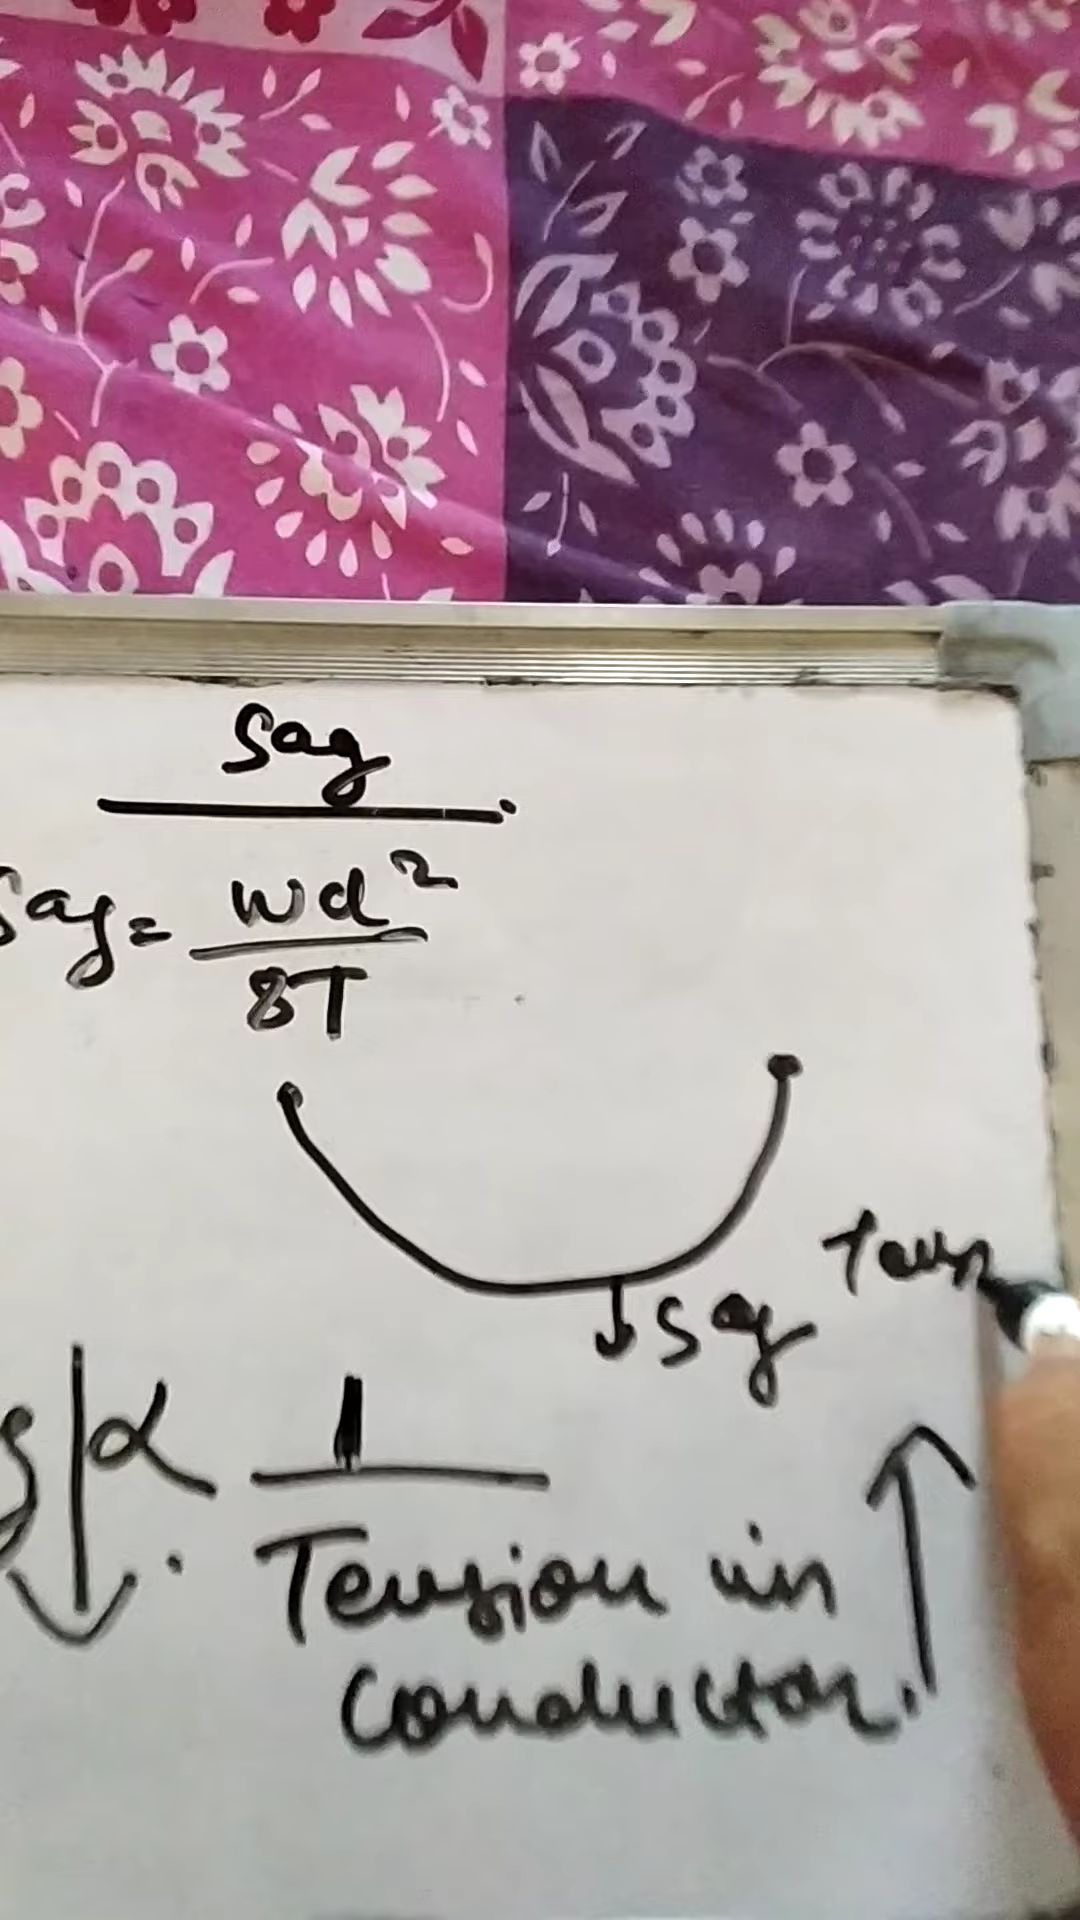 Sag
Sag = wd²
8T
Sag
Tens
g ∝ 1
Tension in
Conductor.